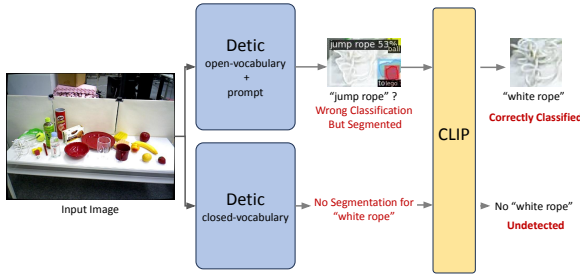 Detic
open-vocabulary
+
prompt
jump rope 53%
ball
"jump rope" ?
Wrong Classification
But Segmented
CLIP
"white rope"
Correctly Classified
Input Image
Detic
closed-vocabulary
No Segmentation for
"white rope"
No "white rope"
Undetected